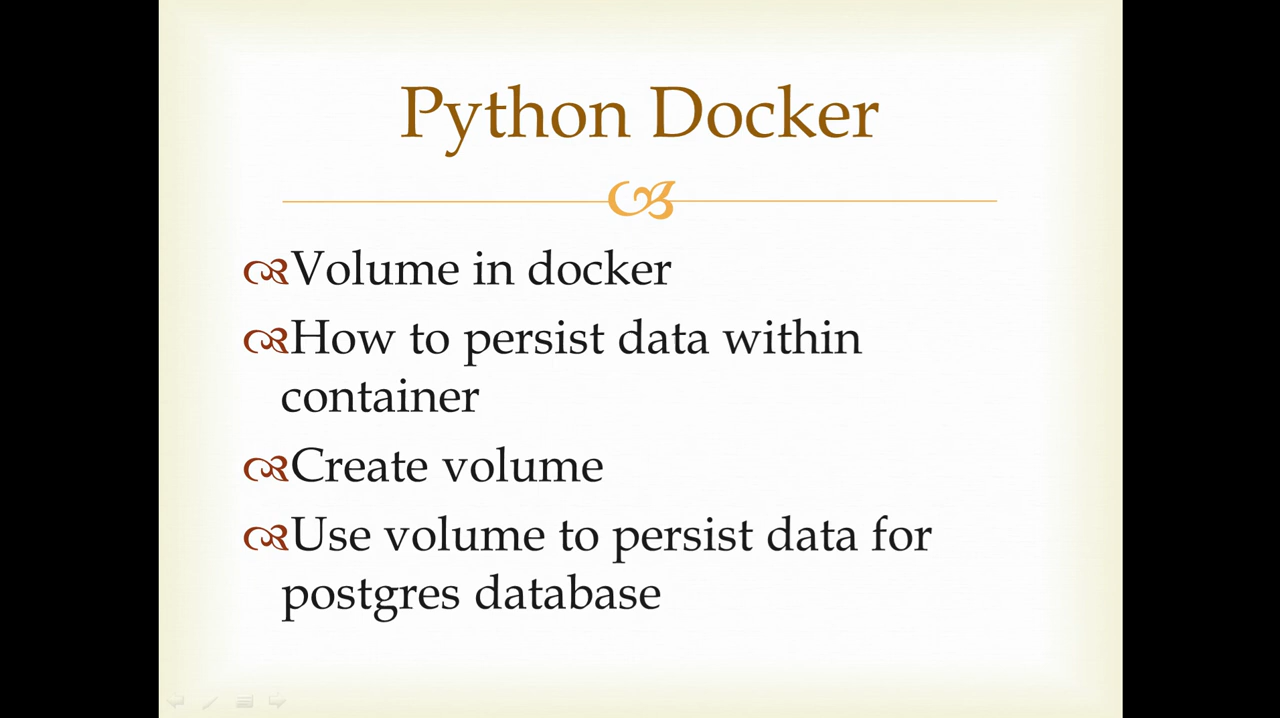 Python Docker
Volume in docker
How to persist data within
container
Create volume
Use volume to persist data for
postgres database